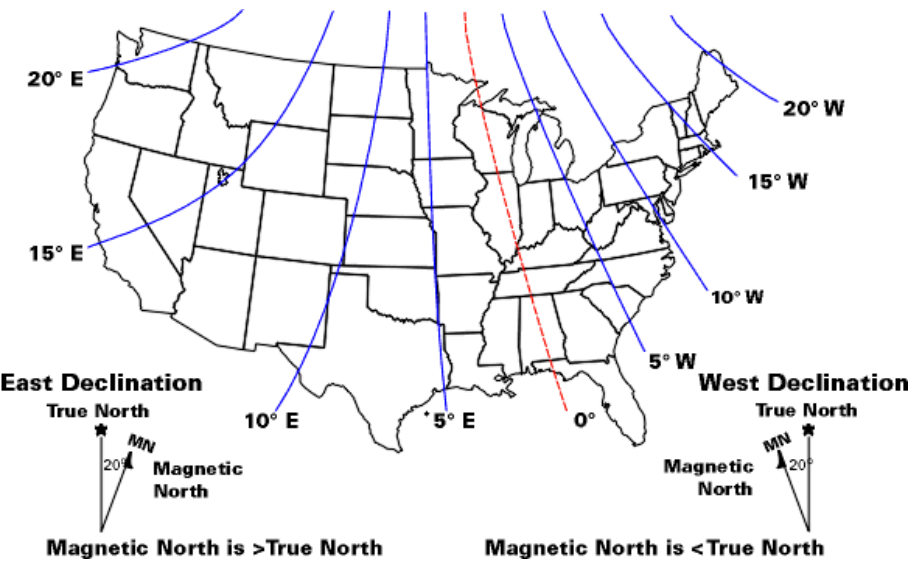 20° E
20° W
15° W
15° E
10° W
5° W
East Declination
West Declination
True North
True North
10° E
5° E
0°
MN
20°
Magnetic
North
MN
20°
Magnetic
North
Magnetic North is >True North
Magnetic North is <True North